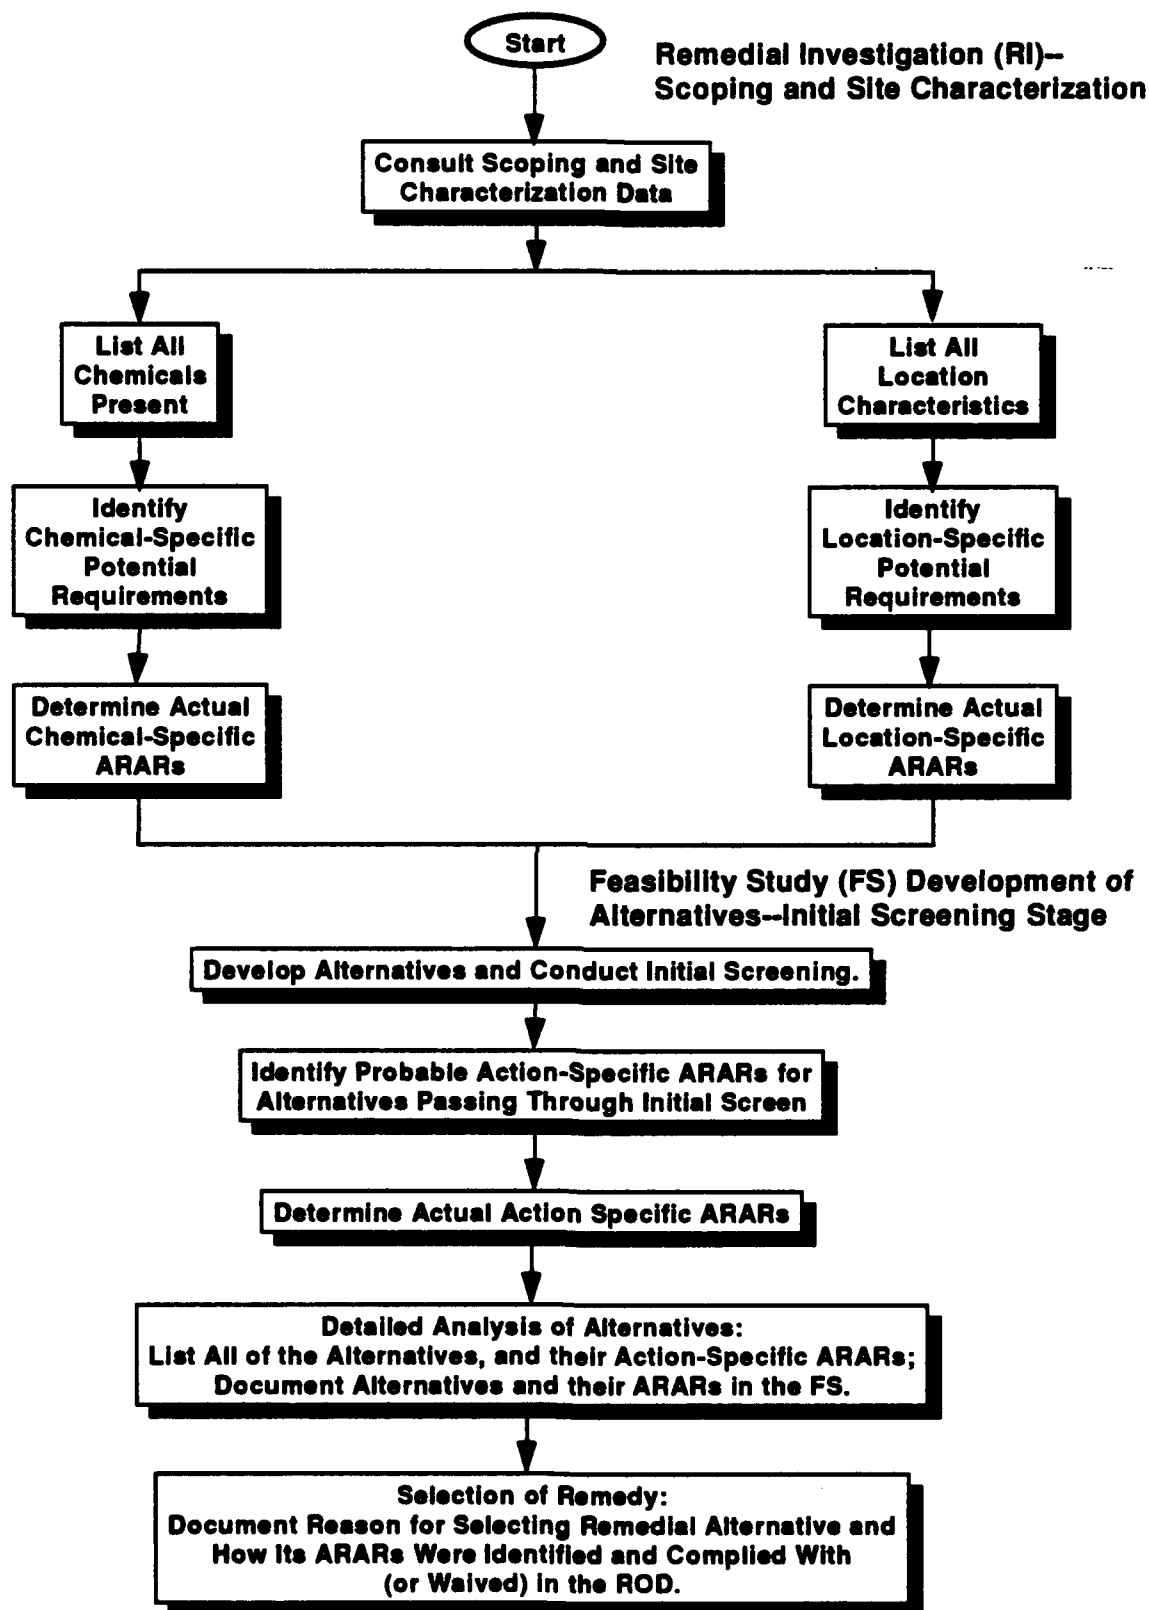 Start
Remedial Investigation (RI)--
Scoping and Site Characterization
Consult Scoping and Site
Characterization Data
List All
Chemicals
Present
List All
Location
Characteristics
Identify
Chemical-Specific
Potential
Requirements
Identify
Location-Specific
Potential
Requirements
Determine Actual
Chemical-Specific
ARARs
Determine Actual
Location-Specific
ARARs
Feasibility Study (FS) Development of
Alternatives--Initial Screening Stage
Develop Alternatives and Conduct Initial Screening.
Identify Probable Action-Specific ARARs for
Alternatives Passing Through Initial Screen
Determine Actual Action Specific ARARs
Detailed Analysis of Alternatives:
List All of the Alternatives, and their Action-Specific ARARs;
Document Alternatives and their ARARs in the FS.
Selection of Remedy:
Document Reason for Selecting Remedial Alternative and
How Its ARARs Were Identified and Complied With
(or Waived) in the ROD.